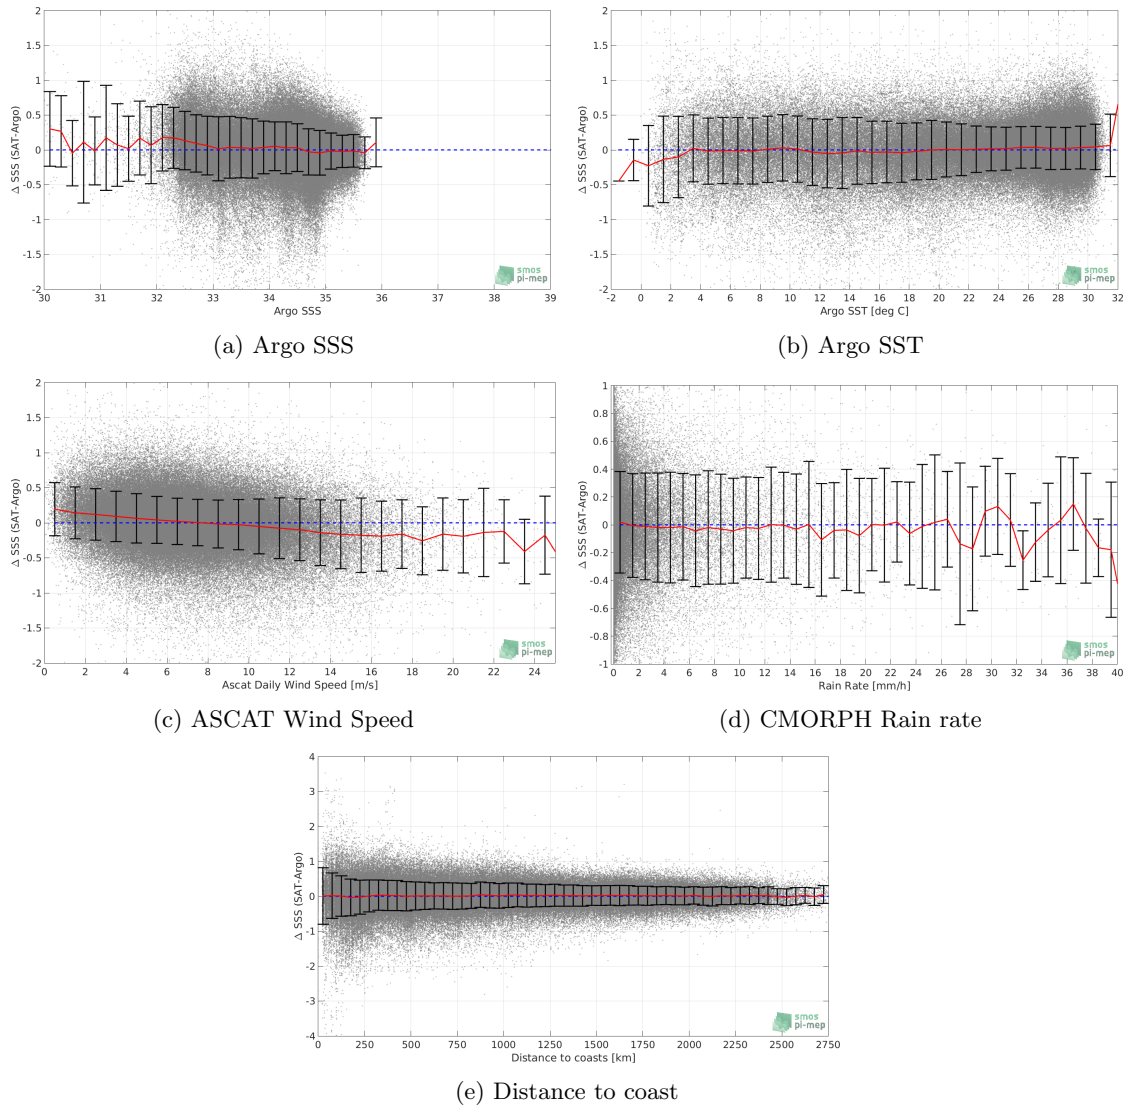 2
1.5
1
0.5
0
-0.5
-1
-1.5
-2
Δ SSS (SAT-Argo)
30 31 32 33 34 35 36 37 38 39
Argo SSS
smos
pi-mep
(a) Argo SSS
2
1.5
1
0.5
0
-0.5
-1
-1.5
-2
Δ SSS (SAT-Argo)
-2 0 2 4 6 8 10 12 14 16 18 20 22 24 26 28 30 32
Argo SST [deg C]
smos
pi-mep
(b) Argo SST
2
1.5
1
0.5
0
-0.5
-1
-1.5
-2
Δ SSS (SAT-Argo)
0 2 4 6 8 10 12 14 16 18 20 22 24
Ascat Daily Wind Speed [m/s]
smos
pi-mep
(c) ASCAT Wind Speed
1
0.8
0.6
0.4
0.2
0
-0.2
-0.4
-0.6
-0.8
-1
Δ SSS (SAT-Argo)
0 2 4 6 8 10 12 14 16 18 20 22 24 26 28 30 32 34 36 38 40
Rain Rate [mm/h]
smos
pi-mep
(d) CMORPH Rain rate
4
3
2
1
0
-1
-2
-3
-4
Δ SSS (SAT-Argo)
0 250 500 750 1000 1250 1500 1750 2000 2250 2500 2750
Distance to coasts [km]
smos
pi-mep
(e) Distance to coast